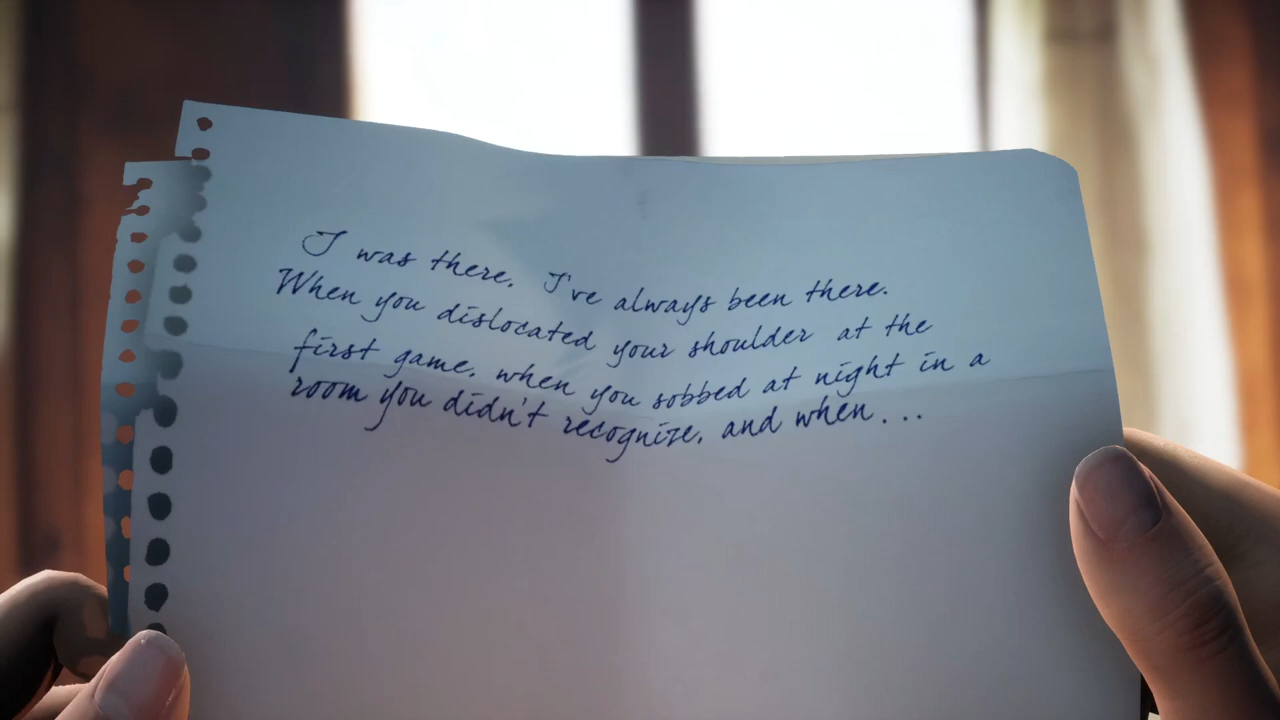 I was there. I've always been there.
When you dislocated your shoulder at the
first game, when you sobbed at night in a
room you didn't recognize, and when...